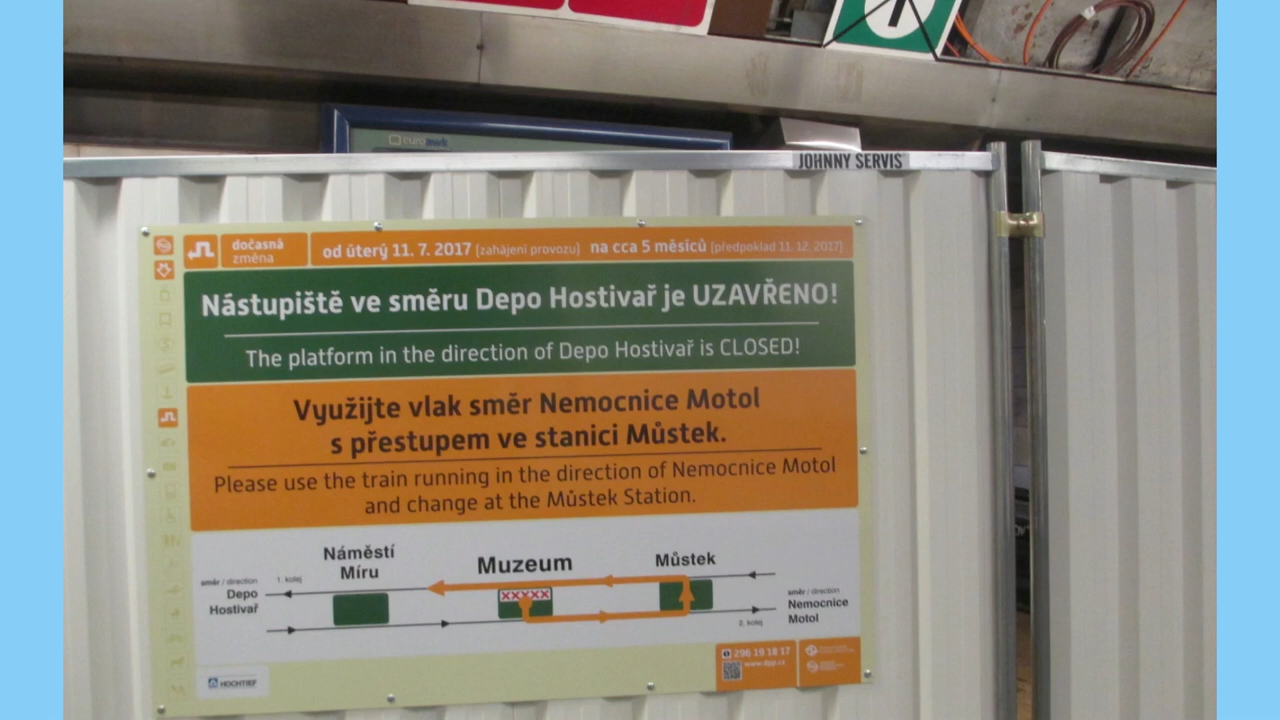 euro
JOHNNY SERVIS
dočasná
změna
od úterý 11. 7. 2017 (zahájení provozu) na cca 5 měsíců (předpoklad 11. 12. 2017)
Nástupiště ve směru Depo Hostivař je UZAVŘENO!
The platform in the direction of Depo Hostivař is CLOSED!
Využijte vlak směr Nemocnice Motol
s přestupem ve stanici Můstek.
Please use the train running in the direction of Nemocnice Motol
and change at the Můstek Station.
Náměstí
Míru
Muzeum
Můstek
směr / direction
Depo
Hostivař
1. kolej
směr / direction
Nemocnice
Motol
2. kolej
296 19 18 17
www.dpp.cz
HOCHTIEF